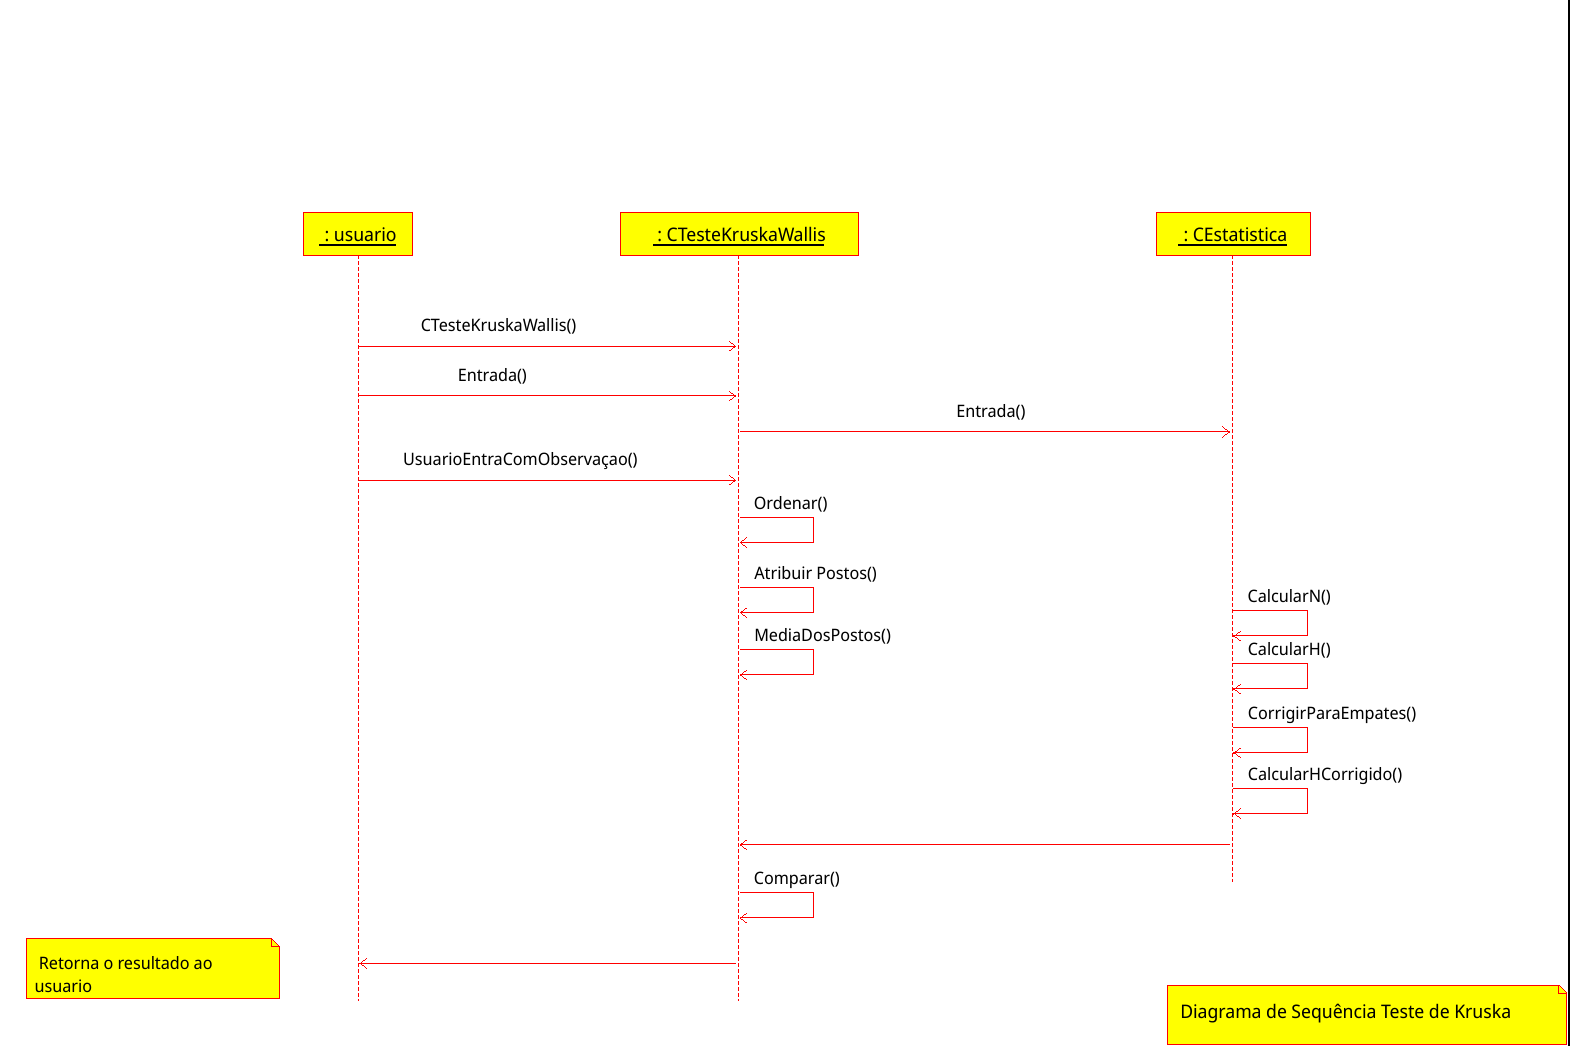 : usuario
: CTesteKruskaWallis
: CEstatistica
CTesteKruskaWallis()
Entrada()
Entrada()
UsuarioEntraComObservaçao()
Ordenar()
Atribuir Postos()
CalcularN()
MediaDosPostos()
CalcularH()
CorrigirParaEmpates()
CalcularHCorrigido()
Comparar()
Retorna o resultado ao
usuario
Diagrama de Sequência Teste de Kruska